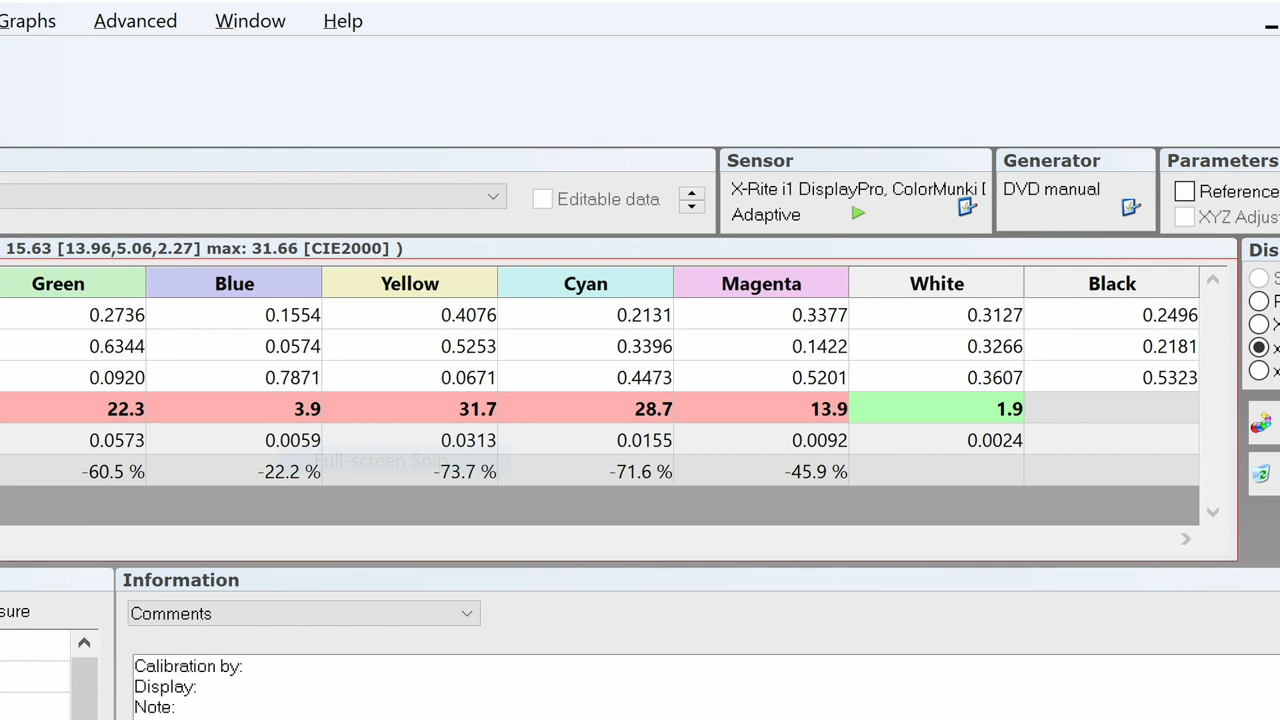 Graphs Advanced Window Help
Sensor Generator Parameters
X-Rite i1 DisplayPro, ColorMunki DVD manual Reference
Editable data
Adaptive XYZ Adjus
15.63 [13.96,5.06,2.27] max: 31.66 [CIE2000] ) Dis
Green Blue Yellow Cyan Magenta White Black
0.2736 0.1554 0.4076 0.2131 0.3377 0.3127 0.2496
0.6344 0.0574 0.5253 0.3396 0.1422 0.3266 0.2181
0.0920 0.7871 0.0671 0.4473 0.5201 0.3607 0.5323
22.3 3.9 31.7 28.7 13.9 1.9
0.0573 0.0059 0.0313 0.0155 0.0092 0.0024
Full-screen Snip
-60.5 % -22.2 % -73.7 % -71.6 % -45.9 %
Information
sure Comments
Calibration by:
Display:
Note: